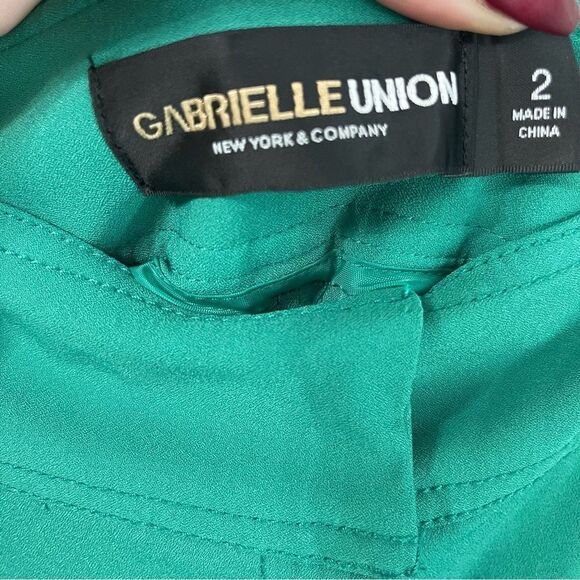 GABRIELLE UNION
NEW YORK & COMPANY
2
MADE IN
CHINA